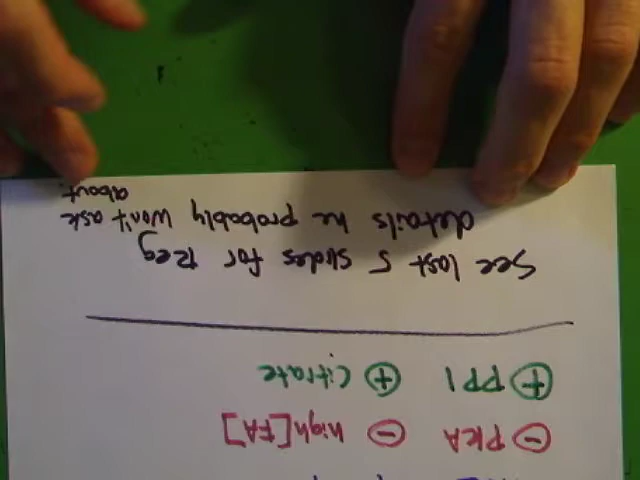 ⊖ PKA ⊖ high [FA]
⊕ PP1 ⊕ citrate
See last 5 slides for Reg
details he probably won't ask
about.